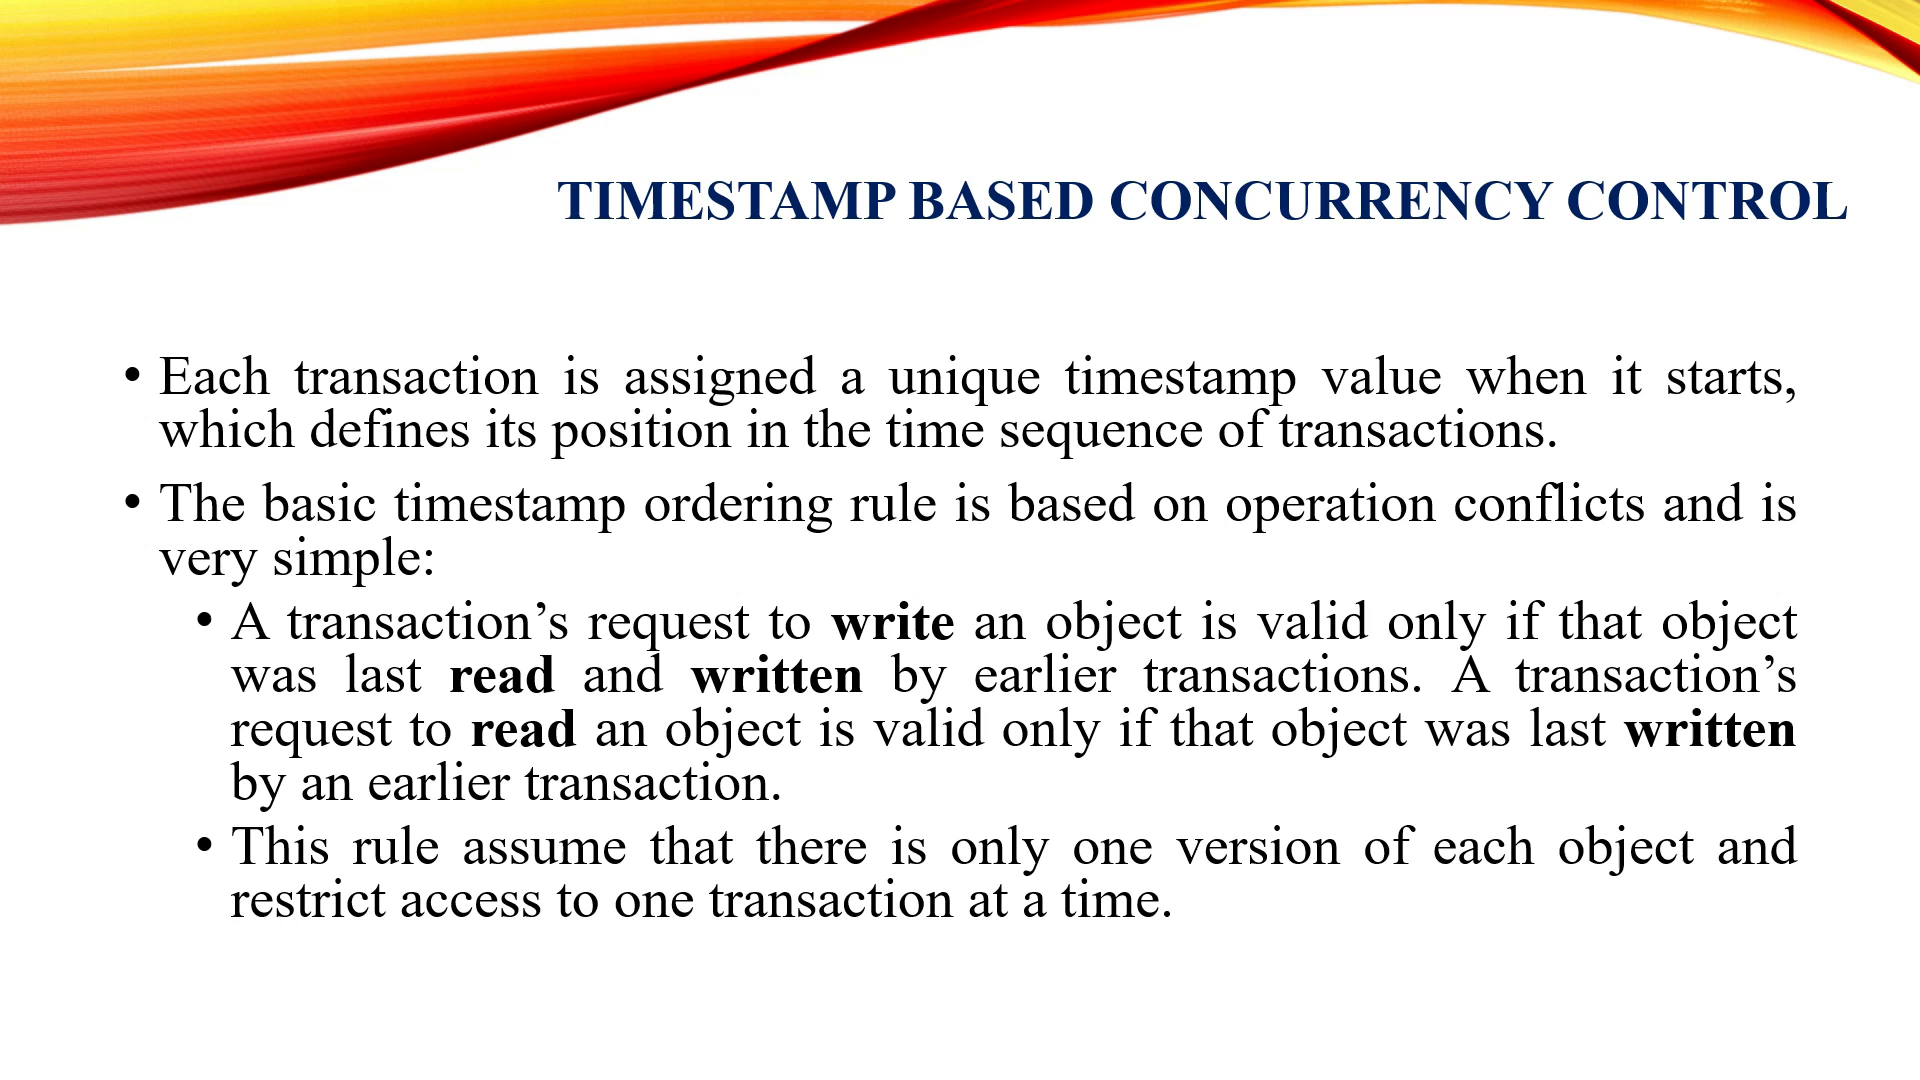 TIMESTAMP BASED CONCURRENCY CONTROL
• Each transaction is assigned a unique timestamp value when it starts,
which defines its position in the time sequence of transactions.
• The basic timestamp ordering rule is based on operation conflicts and is
very simple:
• A transaction’s request to write an object is valid only if that object
was last read and written by earlier transactions. A transaction’s
request to read an object is valid only if that object was last written
by an earlier transaction.
• This rule assume that there is only one version of each object and
restrict access to one transaction at a time.